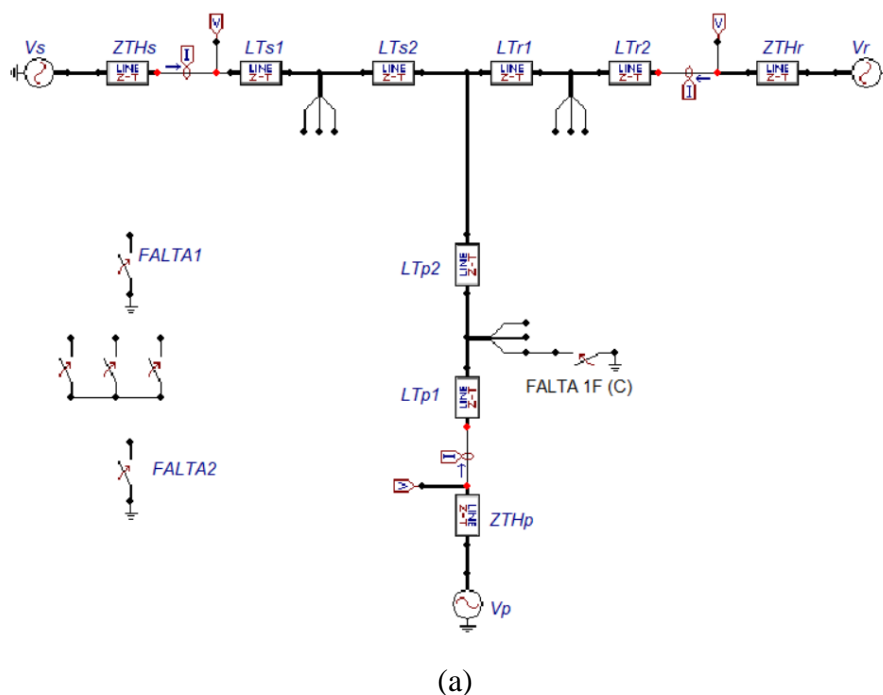 Vs
ZTHs
I
V
LTs1
LTs2
LTr1
LTr2
V
I
ZTHr
Vr
LINE
Z-T
LINE
Z-T
LINE
Z-T
LINE
Z-T
LINE
Z-T
LINE
Z-T
FALTA1
LTp2
LINE
Z-T
FALTA 1F (C)
LTp1
LINE
Z-T
FALTA2
I
V
LINE
Z-T
ZTHp
Vp
(a)